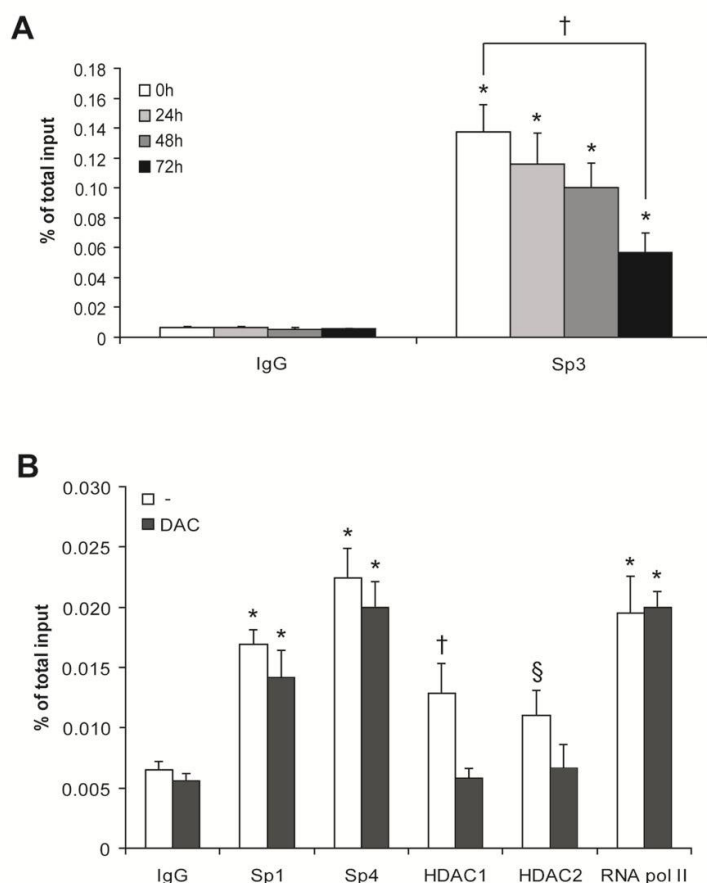 A
†
0.18
0.16
0.14
0.12
0.10
0.08
0.06
0.04
0.02
0
% of total input
0h
24h
48h
72h
* * * *
IgG Sp3
B
0.030
0.025
0.020
0.015
0.010
0.005
0
% of total input
-
DAC
* * * * † § * *
IgG Sp1 Sp4 HDAC1 HDAC2 RNA pol II